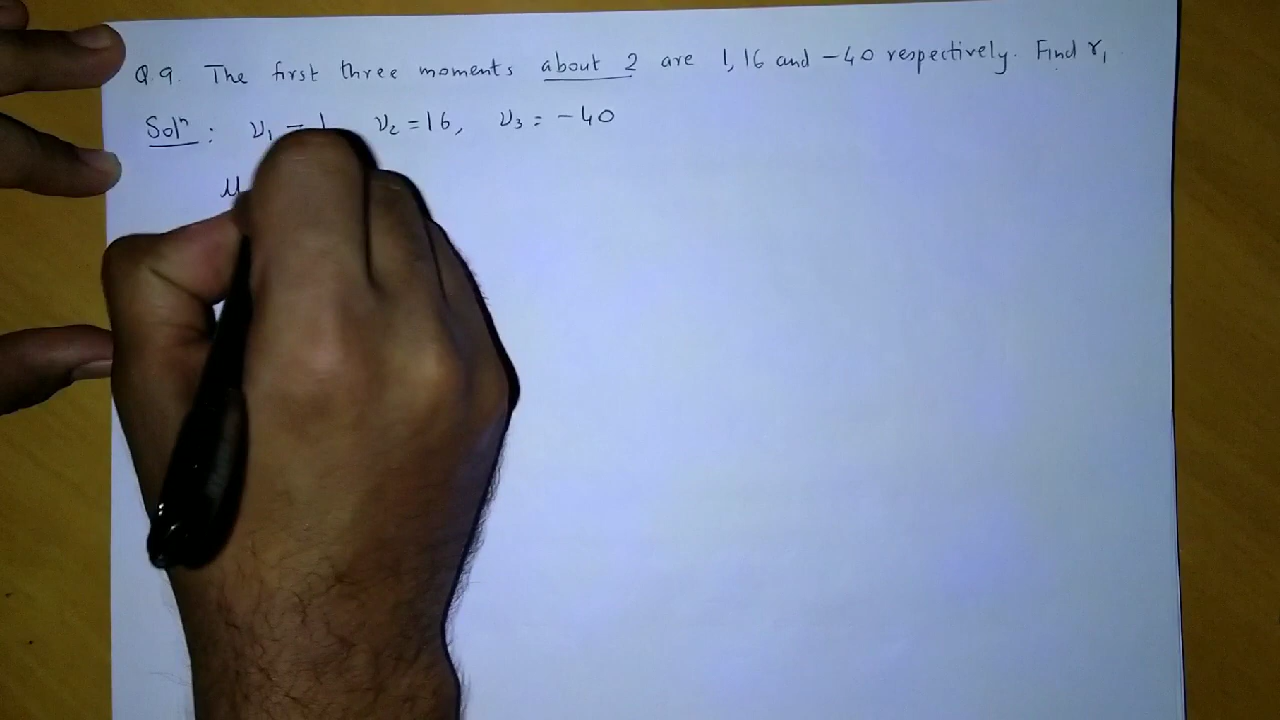 Q 9. The first three moments about 2 are 1, 16 and -40 respectively. Find γ₁
Solⁿ : ν₁ = 1 ν₂ = 16, ν₃ = -40
μ